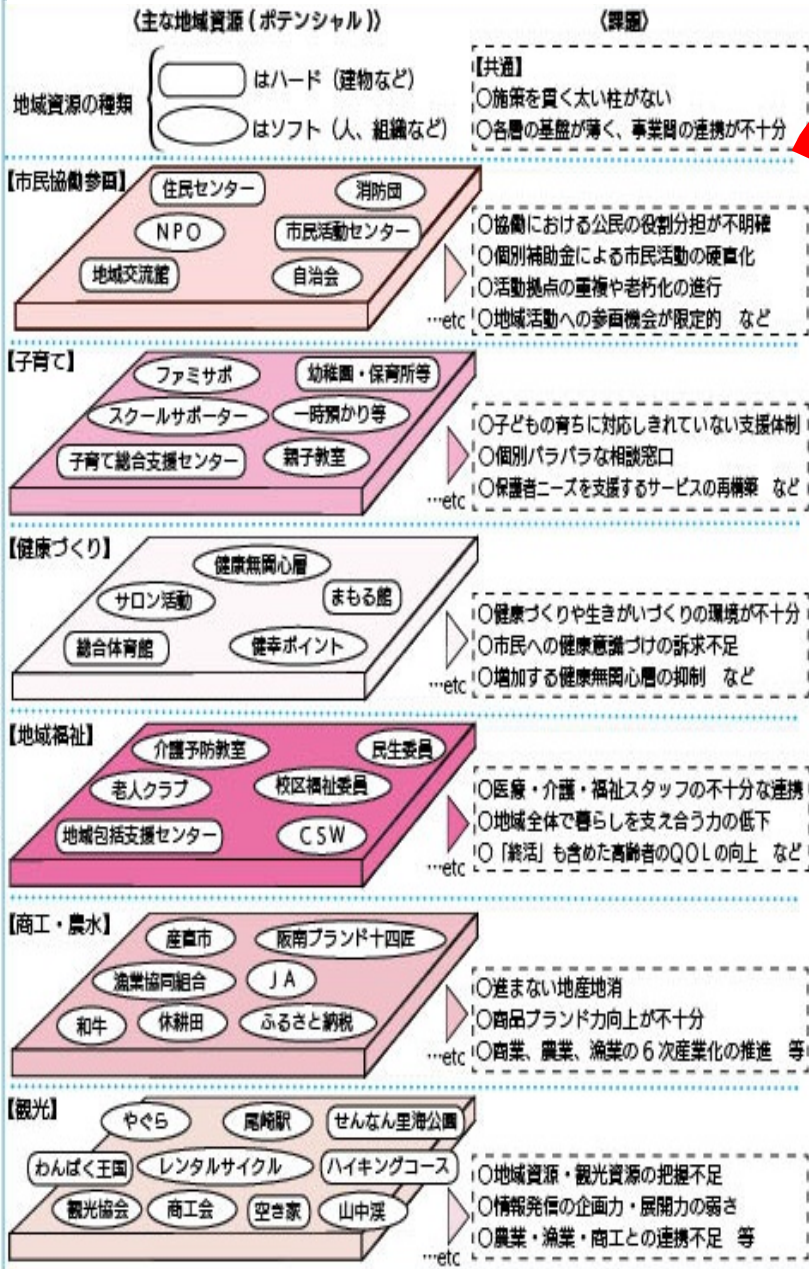 〈主な地域資源(ポテンシャル)〉
〈課題〉
地域資源の種類
はハード(建物など)
はソフト(人、組織など)
【共通】
○施策を貫く太い柱がない
○各層の基盤が薄く、事業間の連携が不十分
【市民協働参画】
住民センター
消防団
NPO
市民活動センター
地域交流館
自治会
…etc
○協働における公民の役割分担が不明確
○個別補助金による市民活動の硬直化
○活動拠点の重複や老朽化の進行
○地域活動への参画機会が限定的 など
【子育て】
ファミサポ
幼稚園・保育所等
スクールサポーター
一時預かり等
子育て総合支援センター
親子教室
…etc
○子どもの育ちに対応しきれていない支援体制
○個別バラバラな相談窓口
○保護者ニーズを支援するサービスの再構築 など
【健康づくり】
健康無関心層
サロン活動
まもる館
総合体育館
健幸ポイント
…etc
○健康づくりや生きがいづくりの環境が不十分
○市民への健康意識づけの訴求不足
○増加する健康無関心層の抑制 など
【地域福祉】
介護予防教室
民生委員
老人クラブ
校区福祉委員
地域包括支援センター
CSW
…etc
○医療・介護・福祉スタッフの不十分な連携
○地域全体で暮らしを支え合う力の低下
○「終活」も含めた高齢者のQOLの向上 など
【商工・農水】
産直市
阪南ブランド十四匠
漁業協同組合
JA
和牛
休耕田
ふるさと納税
…etc
○進まない地産地消
○商品ブランド力向上が不十分
○商業、農業、漁業の6次産業化の推進 等
【観光】
やぐら
尾崎駅
せんなん里海公園
わんぱく王国
レンタルサイクル
ハイキングコース
観光協会
商工会
空き家
山中渓
…etc
○地域資源・観光資源の把握不足
○情報発信の企画力・展開力の弱さ
○農業・漁業・商工との連携不足 等